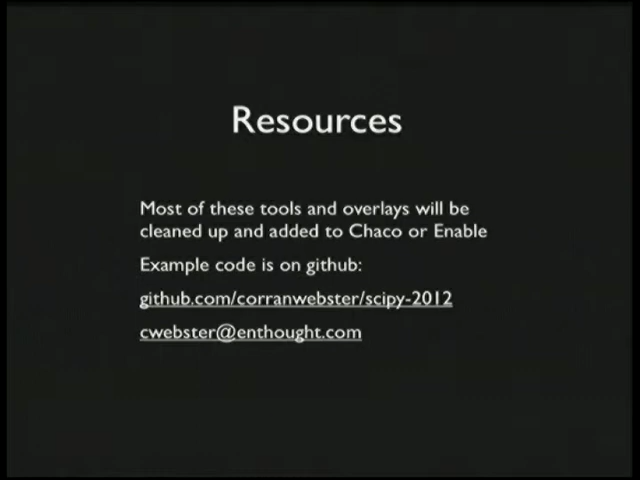 Resources
Most of these tools and overlays will be
cleaned up and added to Chaco or Enable
Example code is on github:
github.com/corranwebster/scipy-2012
cwebster@enthought.com